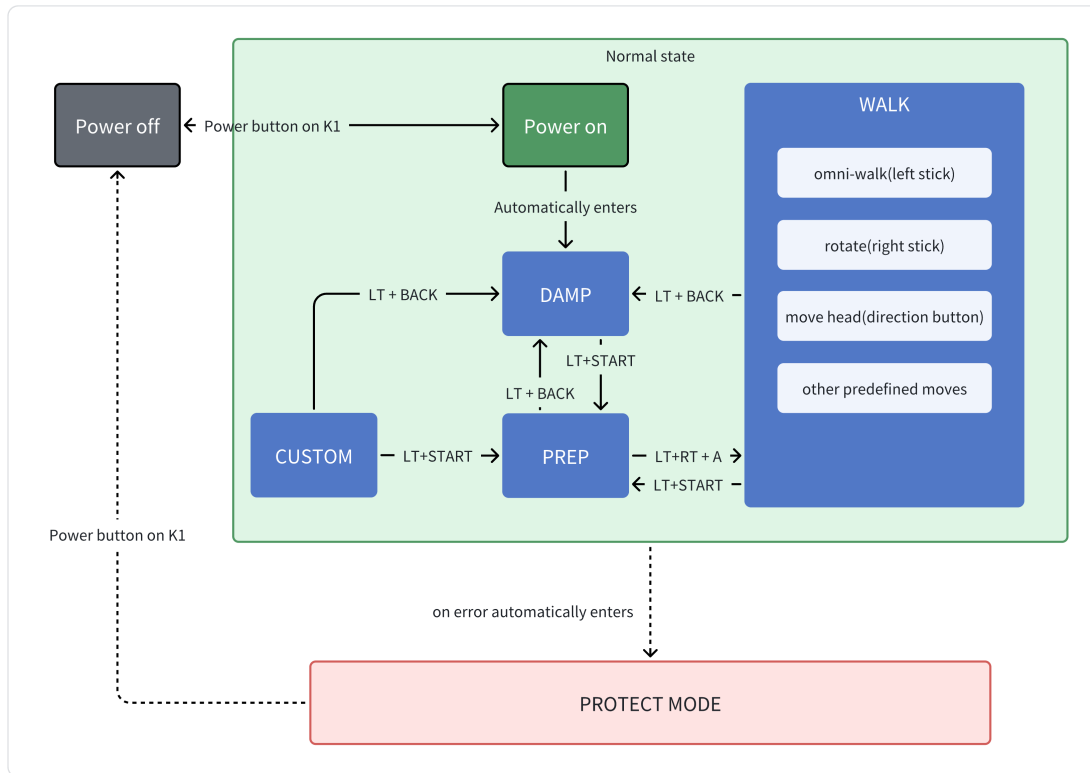 Normal state
Power off
Power button on K1
Power on
WALK
omni-walk(left stick)
rotate(right stick)
move head(direction button)
other predefined moves
Automatically enters
LT + BACK
DAMP
LT + BACK
LT+START
LT + BACK
CUSTOM
LT+START
PREP
LT+RT + A
LT+START
Power button on K1
on error automatically enters
PROTECT MODE